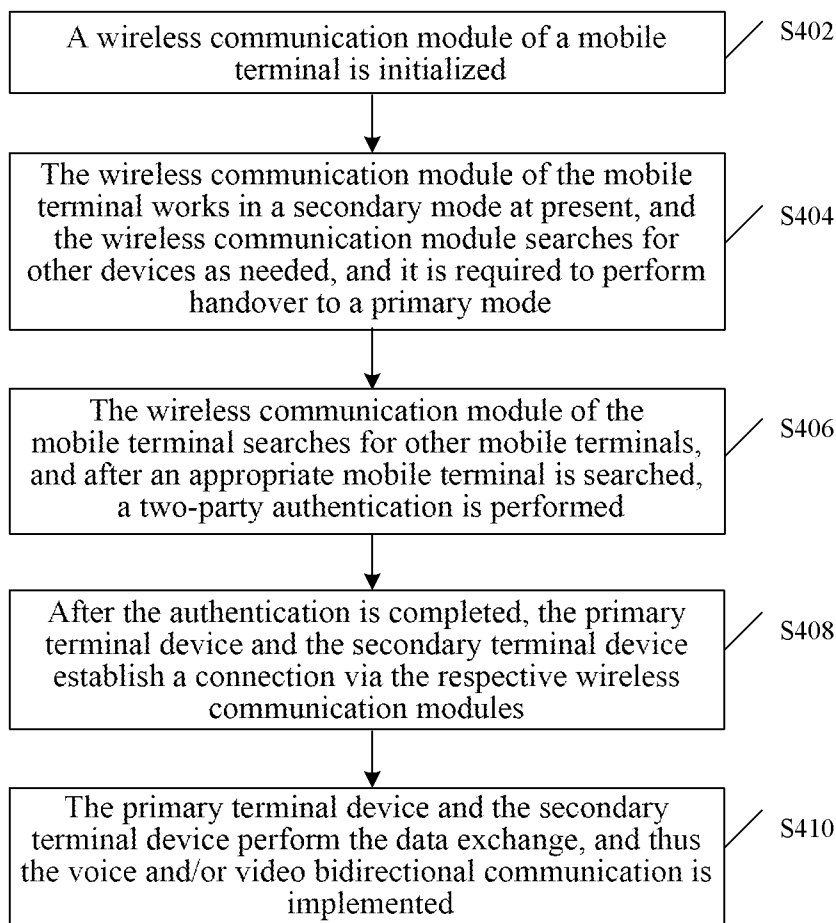 A wireless communication module of a mobile
terminal is initialized
S402
The wireless communication module of the mobile
terminal works in a secondary mode at present, and
the wireless communication module searches for
other devices as needed, and it is required to perform
handover to a primary mode
S404
The wireless communication module of the
mobile terminal searches for other mobile terminals,
and after an appropriate mobile terminal is searched,
a two-party authentication is performed
S406
After the authentication is completed, the primary
terminal device and the secondary terminal device
establish a connection via the respective wireless
communication modules
S408
The primary terminal device and the secondary
terminal device perform the data exchange, and thus
the voice and/or video bidirectional communication is
implemented
S410